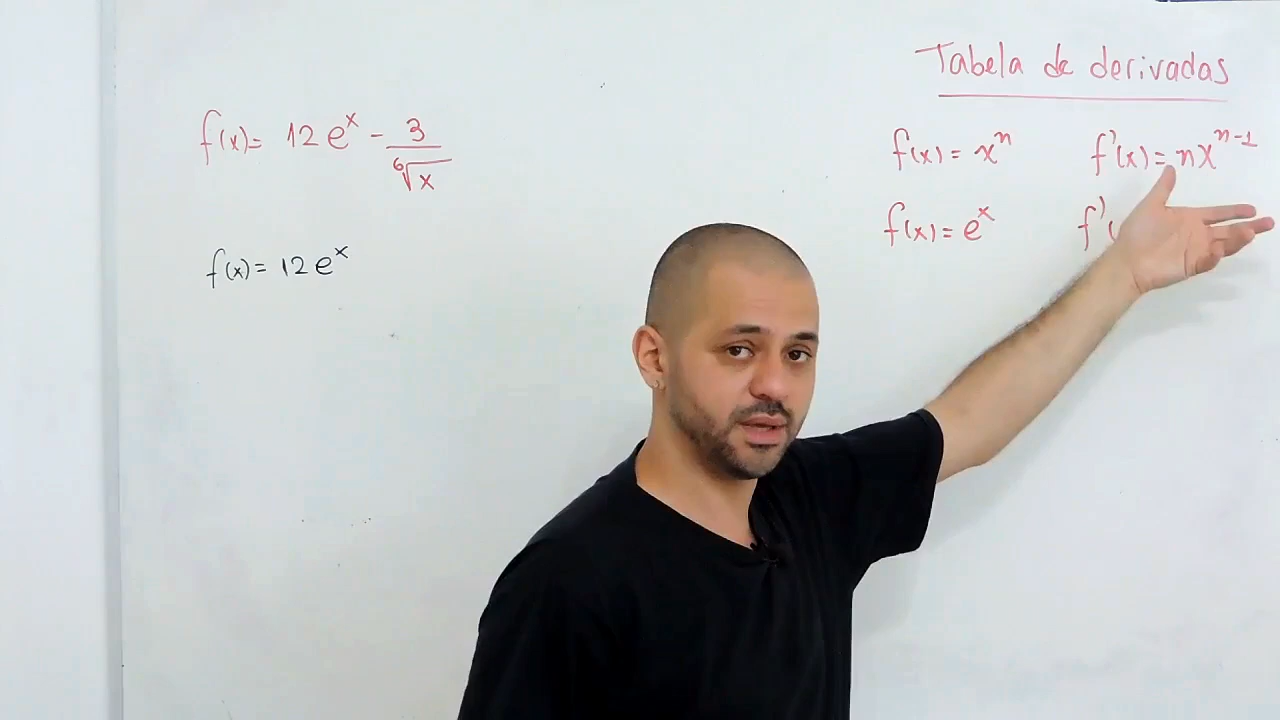 Tabela de derivadas
f(x) = 12e^x - 3/⁶√x
f(x) = x^n    f'(x) = nx^{n-1}
f(x) = e^x    f'(
f(x) = 12e^x